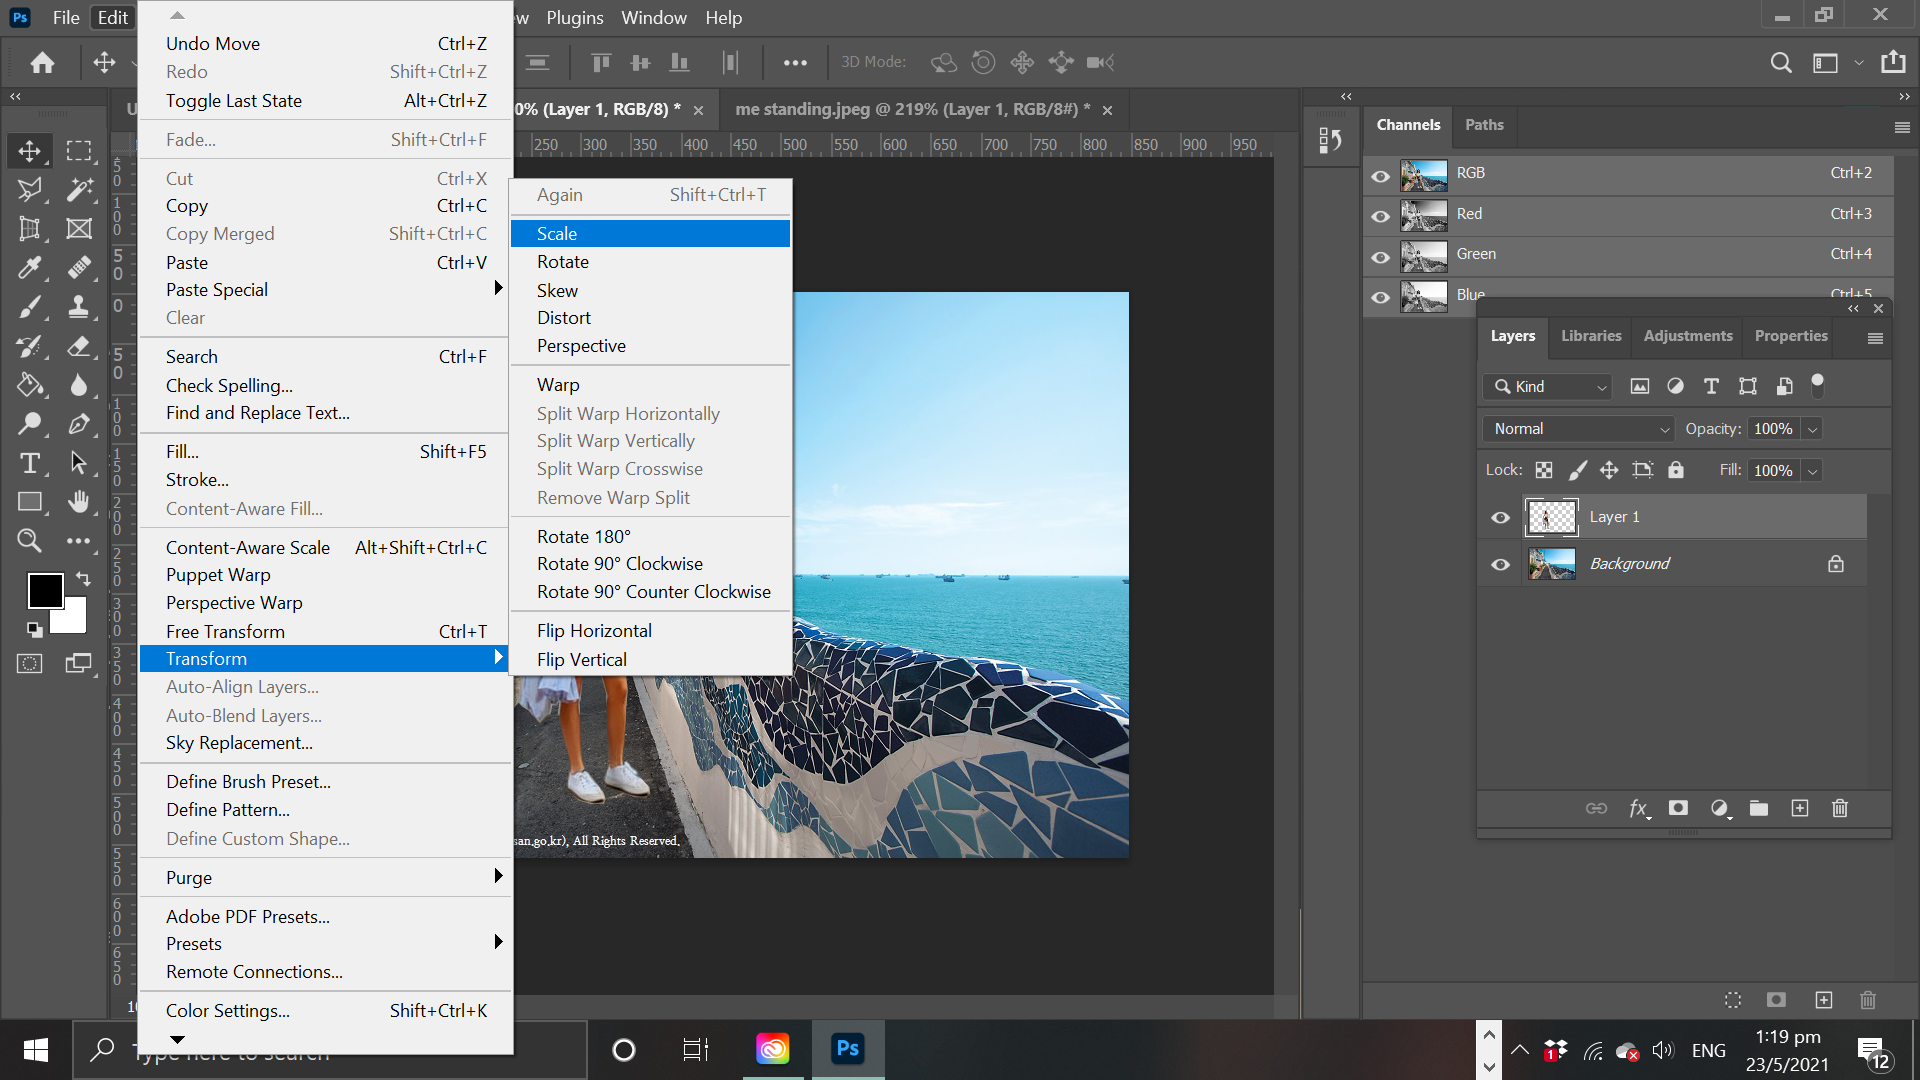 Ps File Edit Plugins Window Help
3D Mode:
0% (Layer 1, RGB/8) * × me standing.jpeg @ 219% (Layer 1, RGB/8#) * ×
250 300 350 400 450 500 550 600 650 700 750 800 850 900 950
Undo Move Ctrl+Z
Redo Shift+Ctrl+Z
Toggle Last State Alt+Ctrl+Z
Fade... Shift+Ctrl+F
Cut Ctrl+X
Copy Ctrl+C
Copy Merged Shift+Ctrl+C
Paste Ctrl+V
Paste Special
Clear
Search Ctrl+F
Check Spelling...
Find and Replace Text...
Fill... Shift+F5
Stroke...
Content-Aware Fill...
Content-Aware Scale Alt+Shift+Ctrl+C
Puppet Warp
Perspective Warp
Free Transform Ctrl+T
Transform
Auto-Align Layers...
Auto-Blend Layers...
Sky Replacement...
Define Brush Preset...
Define Pattern...
Define Custom Shape...
Purge
Adobe PDF Presets...
Presets
Remote Connections...
Color Settings... Shift+Ctrl+K
Again Shift+Ctrl+T
Scale
Rotate
Skew
Distort
Perspective
Warp
Split Warp Horizontally
Split Warp Vertically
Split Warp Crosswise
Remove Warp Split
Rotate 180°
Rotate 90° Clockwise
Rotate 90° Counter Clockwise
Flip Horizontal
Flip Vertical
san.go.kr), All Rights Reserved.
Channels Paths
RGB Ctrl+2
Red Ctrl+3
Green Ctrl+4
Blue Ctrl+5
Layers Libraries Adjustments Properties
Kind
Normal Opacity: 100%
Lock: Fill: 100%
Layer 1
Background
Type here to search
Ps
1
ENG
1:19 pm
23/5/2021
12